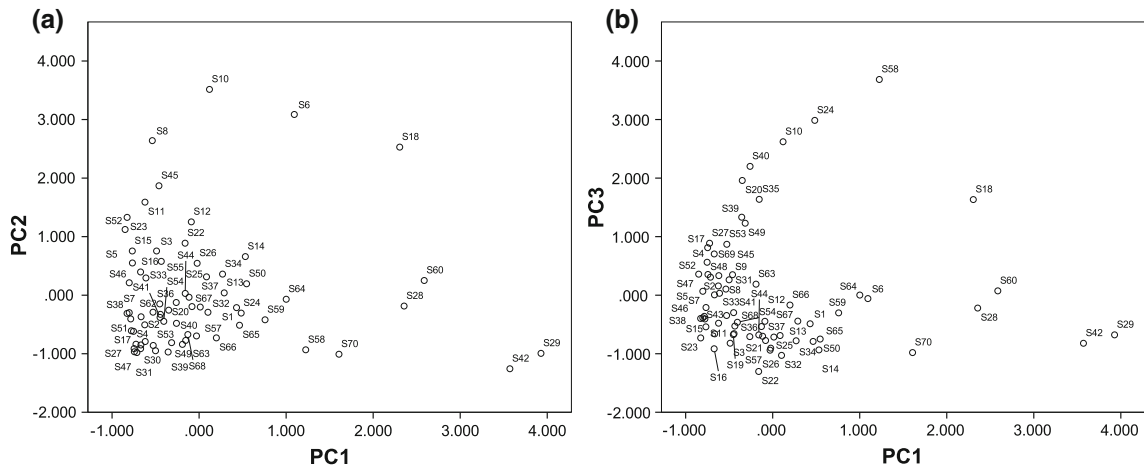 (a)
4.000
3.000
2.000
1.000
.000
-1.000
-2.000
PC2
-1.000 .000 1.000 2.000 3.000 4.000
PC1
S10
S6
S8
S18
S45
S11
S12
S52
S23
S22
S15
S3
S44
S14
S5
S16
S26
S34
S55
S46
S33
S25
S50
S60
S54
S41
S37
S13
S64
S36
S7
S67
S28
S38
S62
S20
S32
S24
S59
S2
S40
S1
S51
S65
S4
S53
S57
S17
S66
S58
S27
S30
S49
S63
S70
S29
S47
S31
S39
S68
S42
(b)
4.000
3.000
2.000
1.000
.000
-1.000
-2.000
PC3
-1.000 .000 1.000 2.000 3.000 4.000
PC1
S58
S24
S10
S40
S20
S35
S18
S39
S49
S17
S27
S53
S4
S69
S45
S52
S48
S9
S63
S60
S5
S2
S8
S44
S12
S66
S64
S6
S46
S7
S33
S41
S68
S54
S59
S28
S38
S15
S36
S67
S13
S1
S37
S65
S23
S3
S21
S25
S34
S50
S70
S42
S29
S16
S19
S57
S26
S32
S14
S22